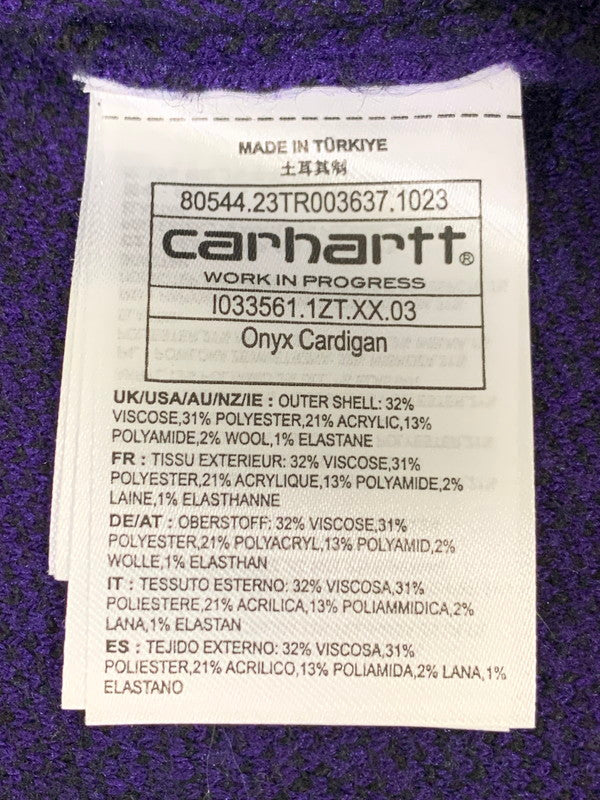 MADE IN TÜRKIYE
土耳其制
80544.23TR003637.1023
carhartt®
WORK IN PROGRESS
I033561.1ZT.XX.03
Onyx Cardigan
UK/USA/AU/NZ/IE : OUTER SHELL: 32%
VISCOSE,31% POLYESTER,21% ACRYLIC,13%
POLYAMIDE,2% WOOL,1% ELASTANE
FR : TISSU EXTERIEUR: 32% VISCOSE,31%
POLYESTER,21% ACRYLIQUE,13% POLYAMIDE,2%
LAINE,1% ELASTHANNE
DE/AT : OBERSTOFF: 32% VISCOSE,31%
POLYESTER,21% POLYACRYL,13% POLYAMID,2%
WOLLE,1% ELASTHAN
IT : TESSUTO ESTERNO: 32% VISCOSA,31%
POLIESTERE,21% ACRILICA,13% POLIAMMIDICA,2%
LANA,1% ELASTAN
ES : TEJIDO EXTERNO: 32% VISCOSA,31%
POLIESTER,21% ACRILICO,13% POLIAMIDA,2% LANA,1%
ELASTANO